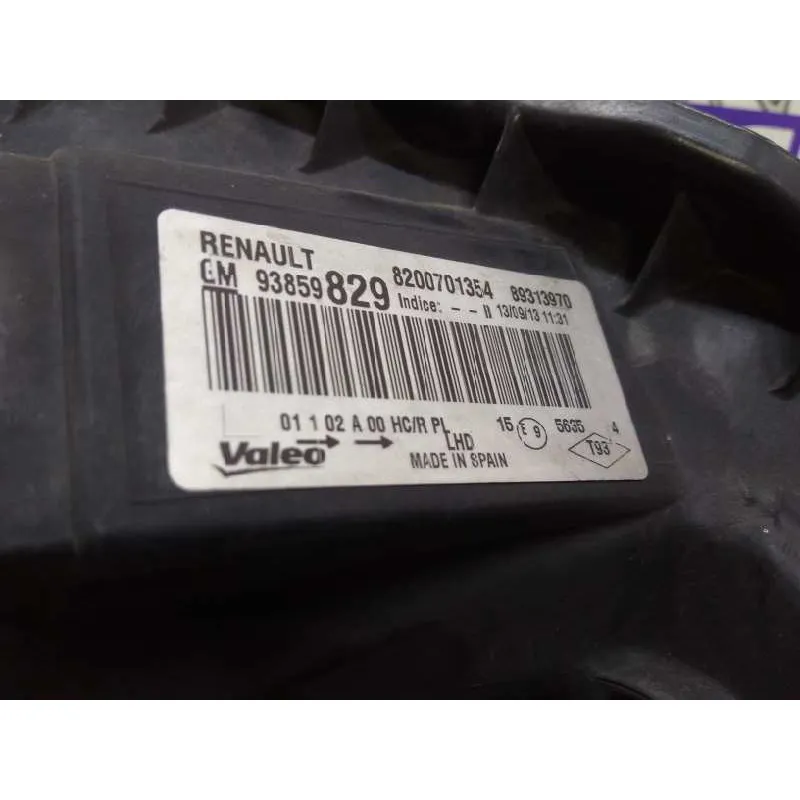 RENAULT 8200701354 89313970
GM 93859829 Indice: - - D 13/09/13 11:31
01 1 02 A 00 HC/R PL 15 E 9 5635 4
Valeo LHD T93
MADE IN SPAIN